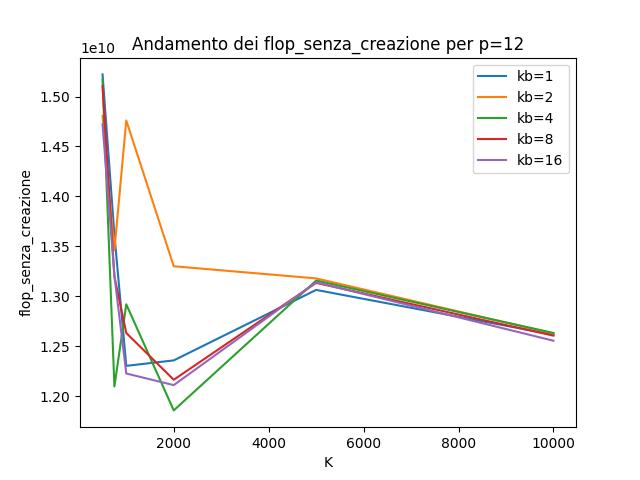 Andamento dei flop_senza_creazione per p=12
1e10
1.50
1.45
1.40
1.35
1.30
1.25
1.20
flop_senza_creazione
kb=1
kb=2
kb=4
kb=8
kb=16
2000 4000 6000 8000 10000
K